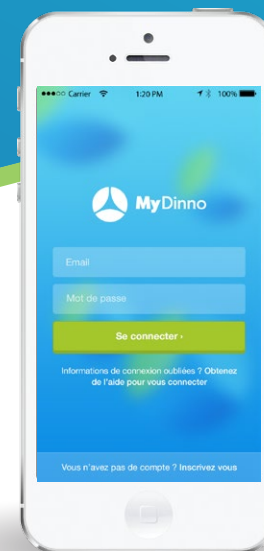 Carrier 1:20 PM 100%
MyDinno
Email
Mot de passe
Se connecter ›
Informations de connexion oubliées ? Obtenez
de l'aide pour vous connecter
Vous n'avez pas de compte ? Inscrivez vous